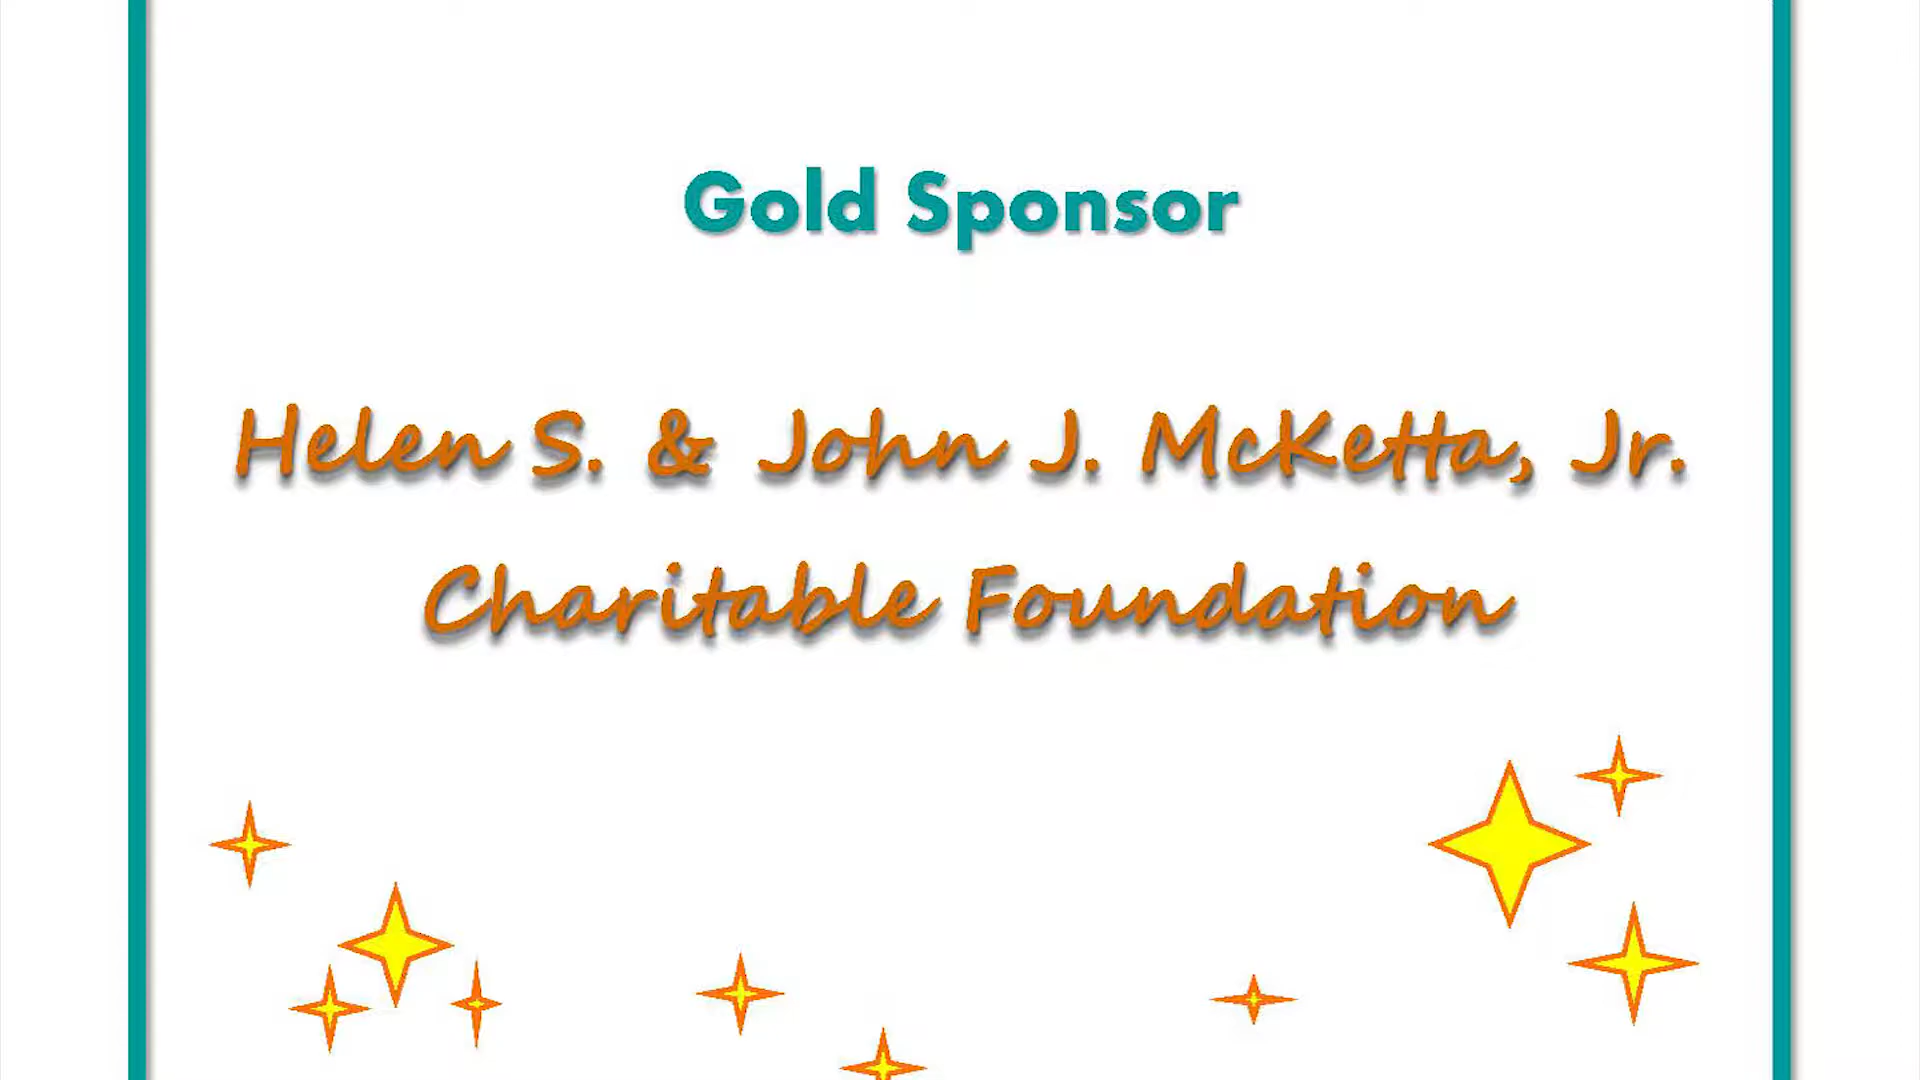 Gold Sponsor
Helen S. & John J. McKetta, Jr.
Charitable Foundation